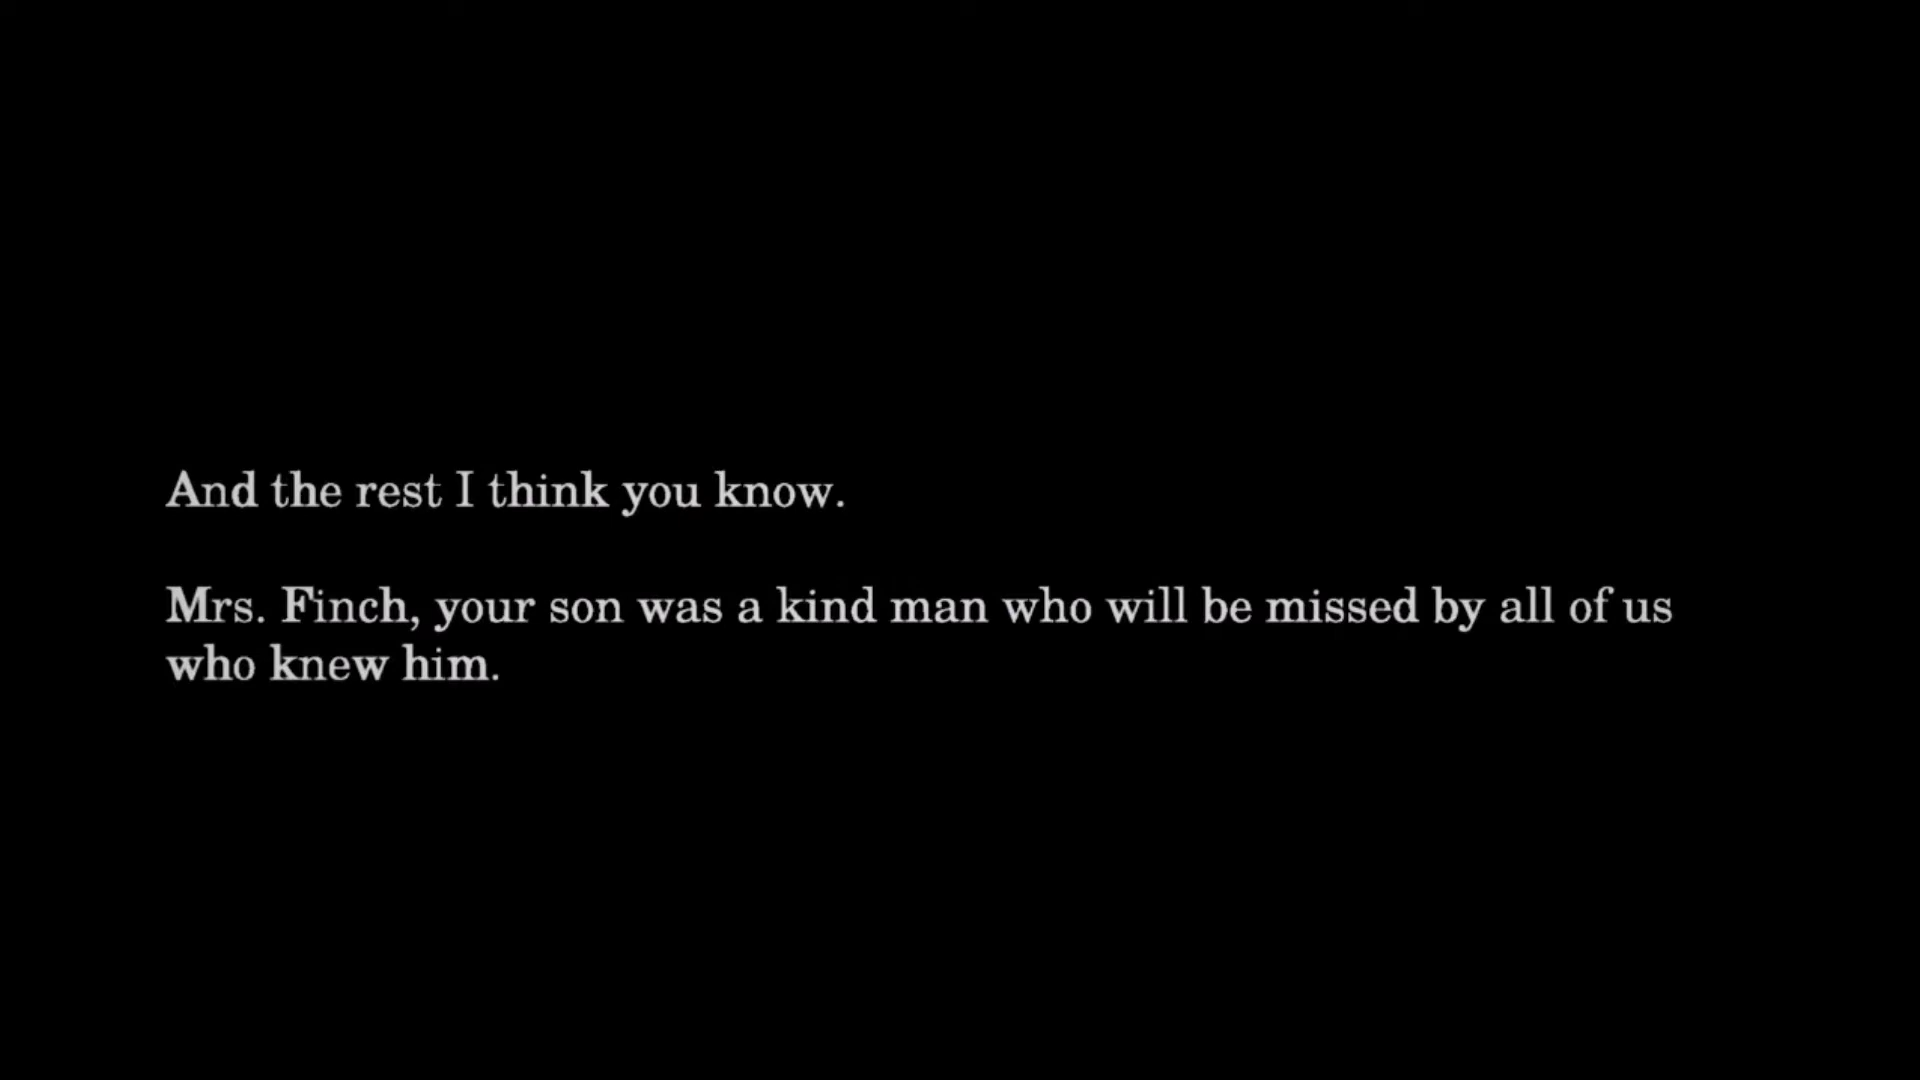 And the rest I think you know.
Mrs. Finch, your son was a kind man who will be missed by all of us
who knew him.